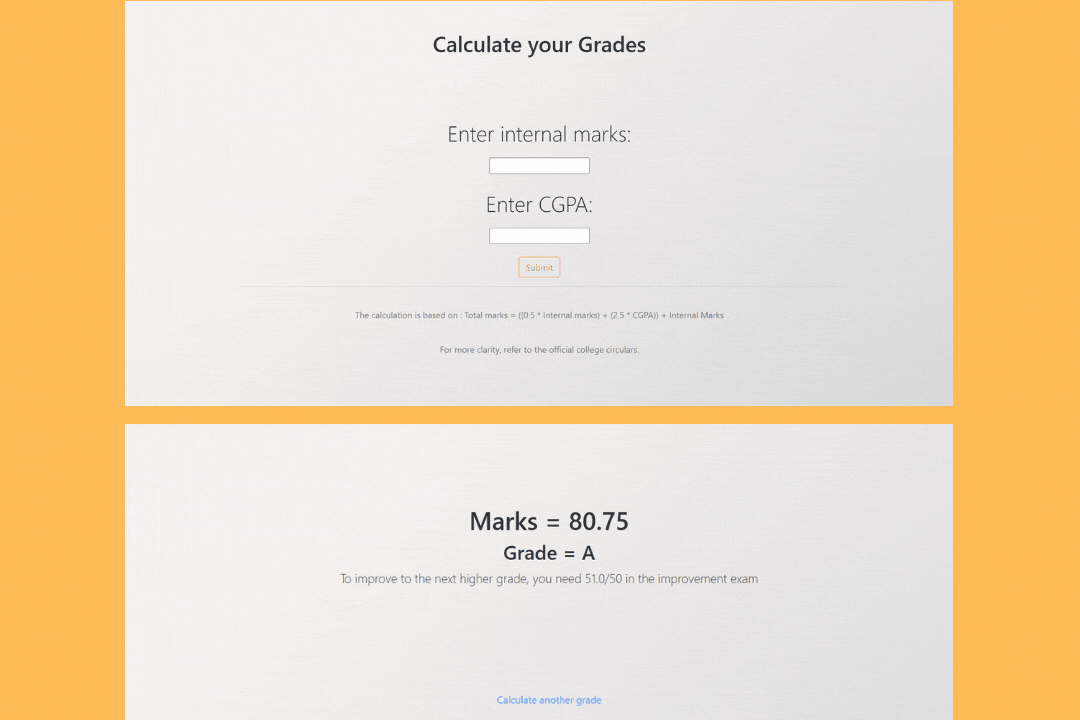 Calculate your Grades
Enter internal marks:
Enter CGPA:
Submit
The calculation is based on : Total marks = ((0.5 * Internal marks) + (2.5 * CGPA)) + Internal Marks
For more clarity, refer to the official college circulars.
Marks = 80.75
Grade = A
To improve to the next higher grade, you need 51.0/50 in the improvement exam
Calculate another grade